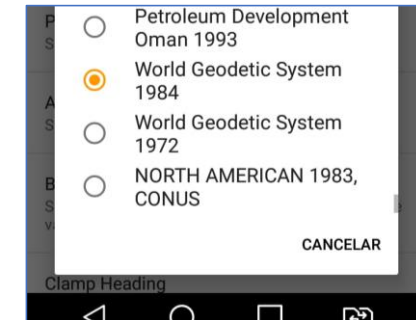 P
Petroleum Development
S
Oman 1993
World Geodetic System
1984
A
S
World Geodetic System
1972
B
NORTH AMERICAN 1983,
S
CONUS
v
CANCELAR
Clamp Heading